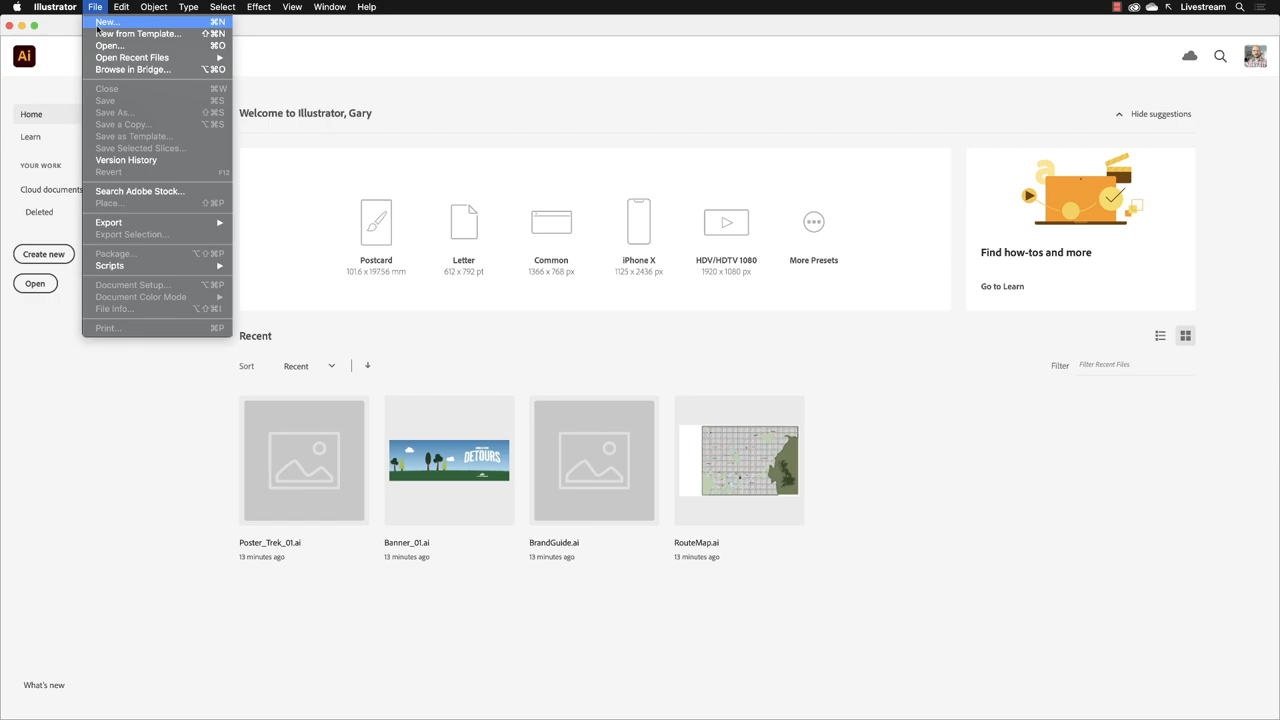 Illustrator File Edit Object Type Select Effect View Window Help Livestream
New... ⌘N
New from Template... ⇧⌘N
Open... ⌘O
Open Recent Files
Browse in Bridge... ⌥⌘O
Close ⌘W
Save ⌘S
Save As... ⇧⌘S
Save a Copy... ⌥⌘S
Save as Template...
Save Selected Slices...
Version History
Revert F12
Search Adobe Stock...
Place... ⇧⌘P
Export
Export Selection...
Package... ⌥⇧⌘P
Scripts
Document Setup... ⌥⌘P
Document Color Mode
File Info... ⌥⇧⌘I
Print... ⌘P
Ai
Home
Learn
YOUR WORK
Cloud documents
Deleted
Create new
Open
What's new
Welcome to Illustrator, Gary
Hide suggestions
Postcard
101.6 x 197.56 mm
Letter
612 x 792 pt
Common
1366 x 768 px
iPhone X
1125 x 2436 px
HDV/HDTV 1080
1920 x 1080 px
More Presets
Find how-tos and more
Go to Learn
Recent
Sort Recent
Filter Filter Recent Files
DETOURS
Poster_Trek_01.ai
13 minutes ago
Banner_01.ai
13 minutes ago
BrandGuide.ai
13 minutes ago
RouteMap.ai
13 minutes ago